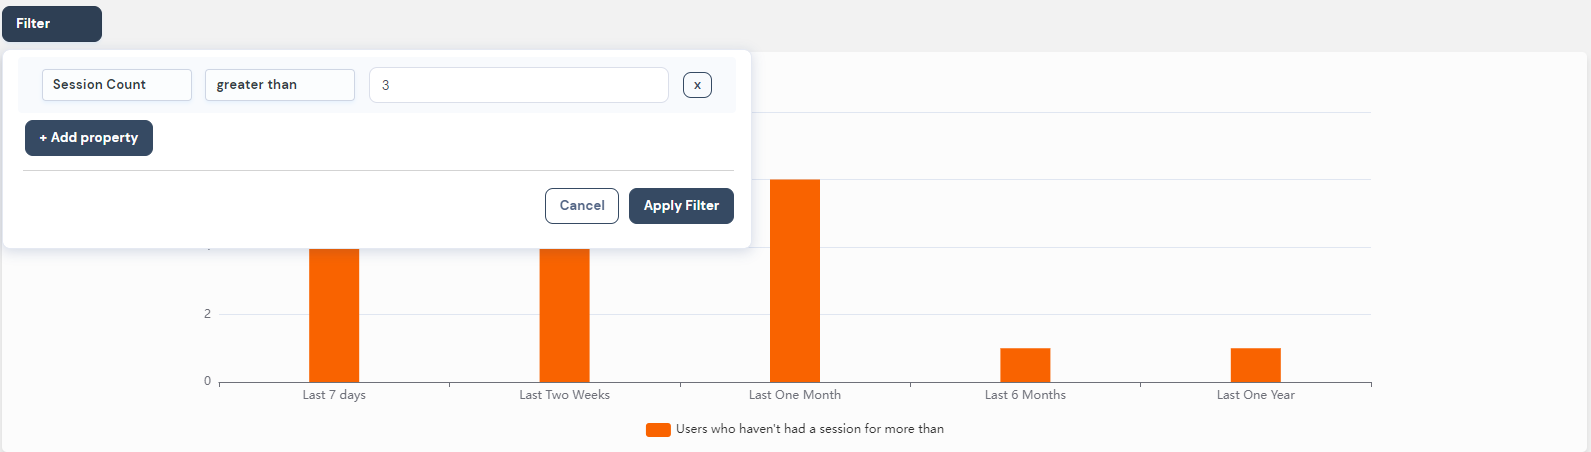 Filter
Session Count greater than 3 x
+ Add property
Cancel Apply Filter
2
0
Last 7 days Last Two Weeks Last One Month Last 6 Months Last One Year
Users who haven't had a session for more than